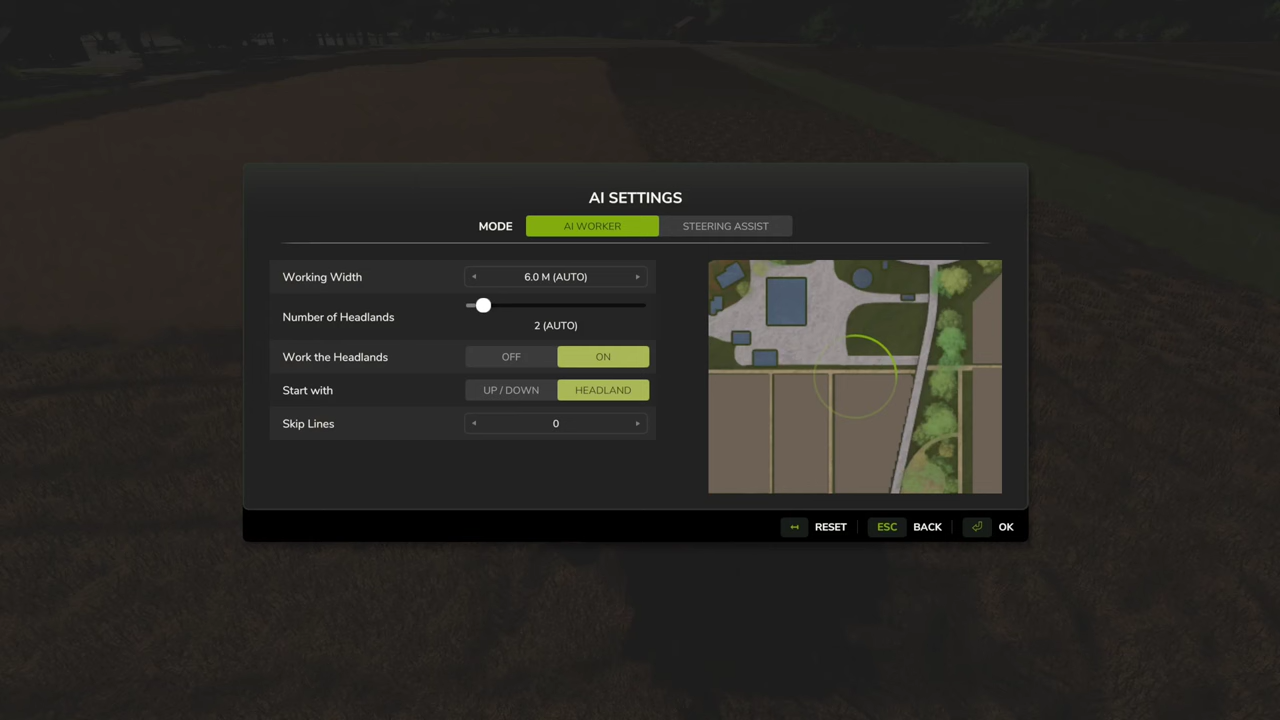 AI SETTINGS
MODE AI WORKER STEERING ASSIST
Working Width 6.0 M (AUTO)
Number of Headlands
2 (AUTO)
Work the Headlands OFF ON
Start with UP / DOWN HEADLAND
Skip Lines 0
RESET ESC BACK OK